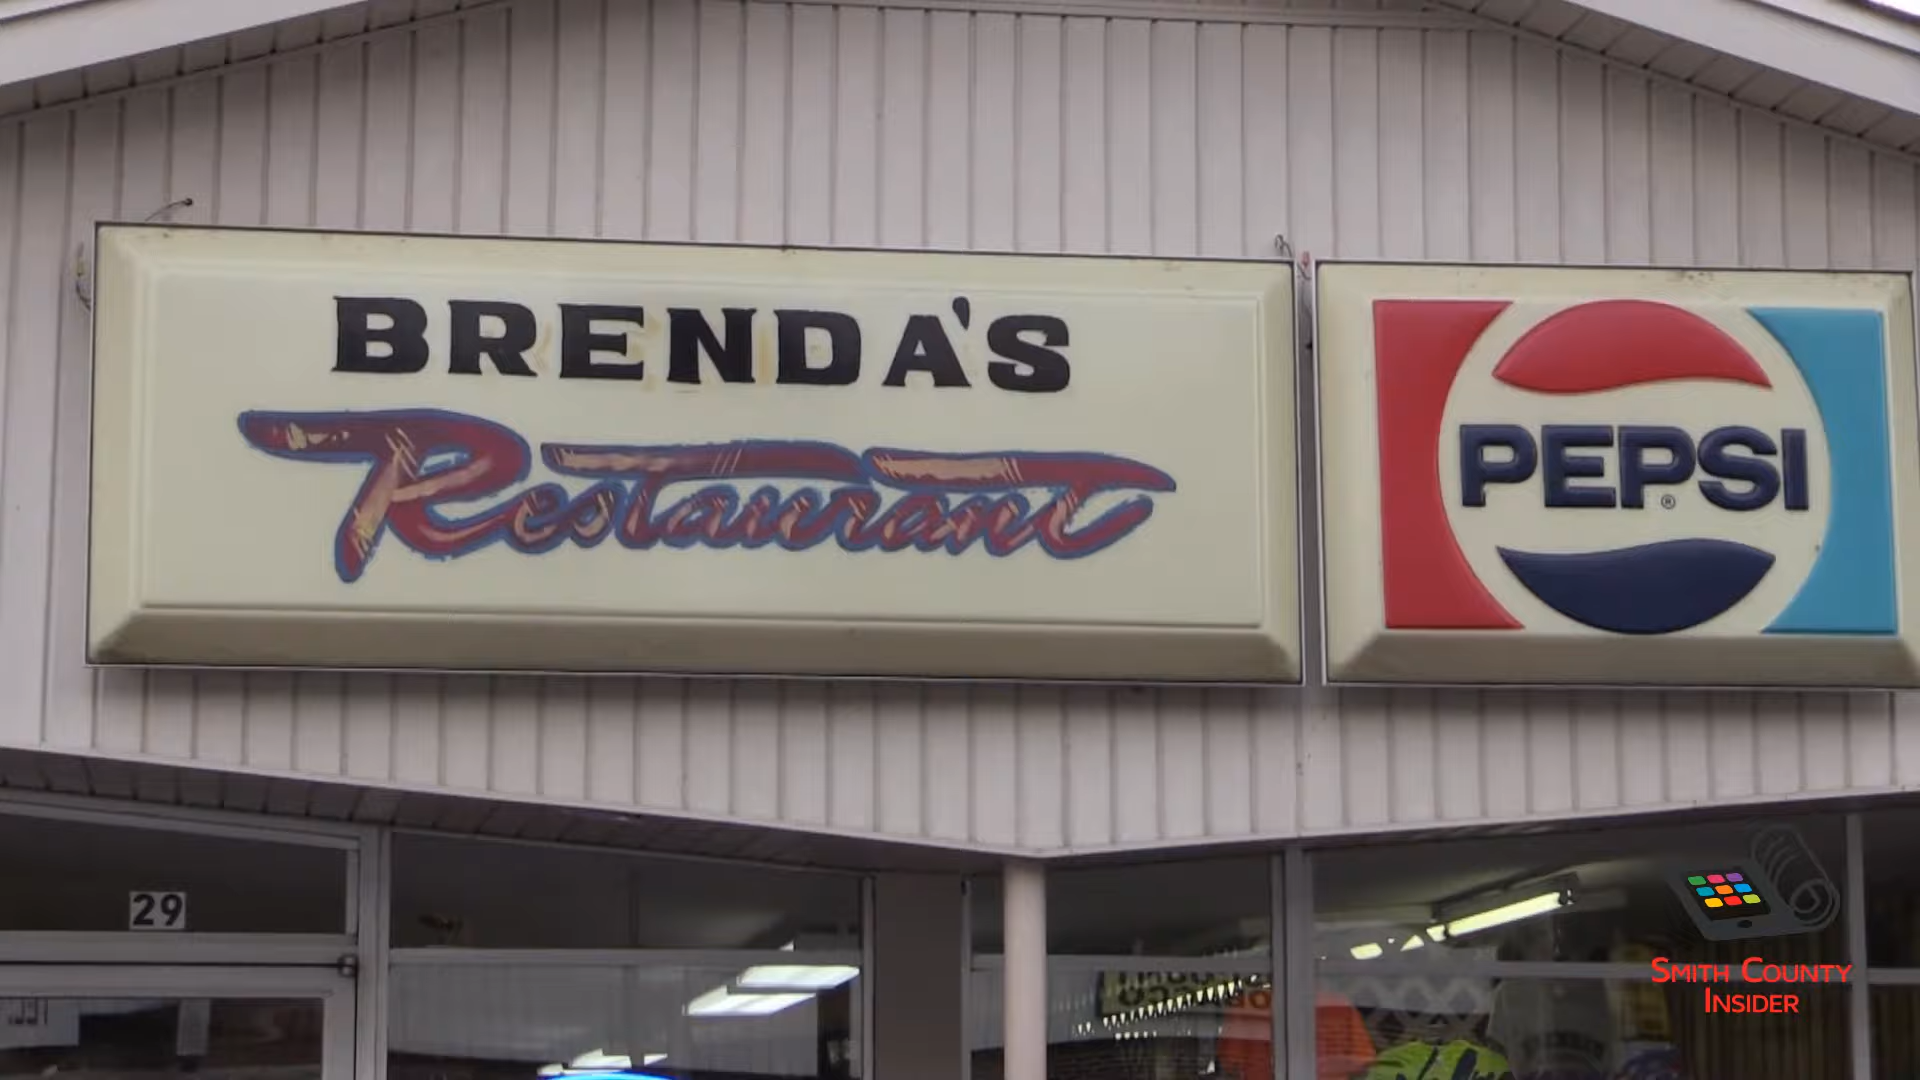 BRENDA'S
Restaurant
PEPSI
®
29
SMITH COUNTY
INSIDER